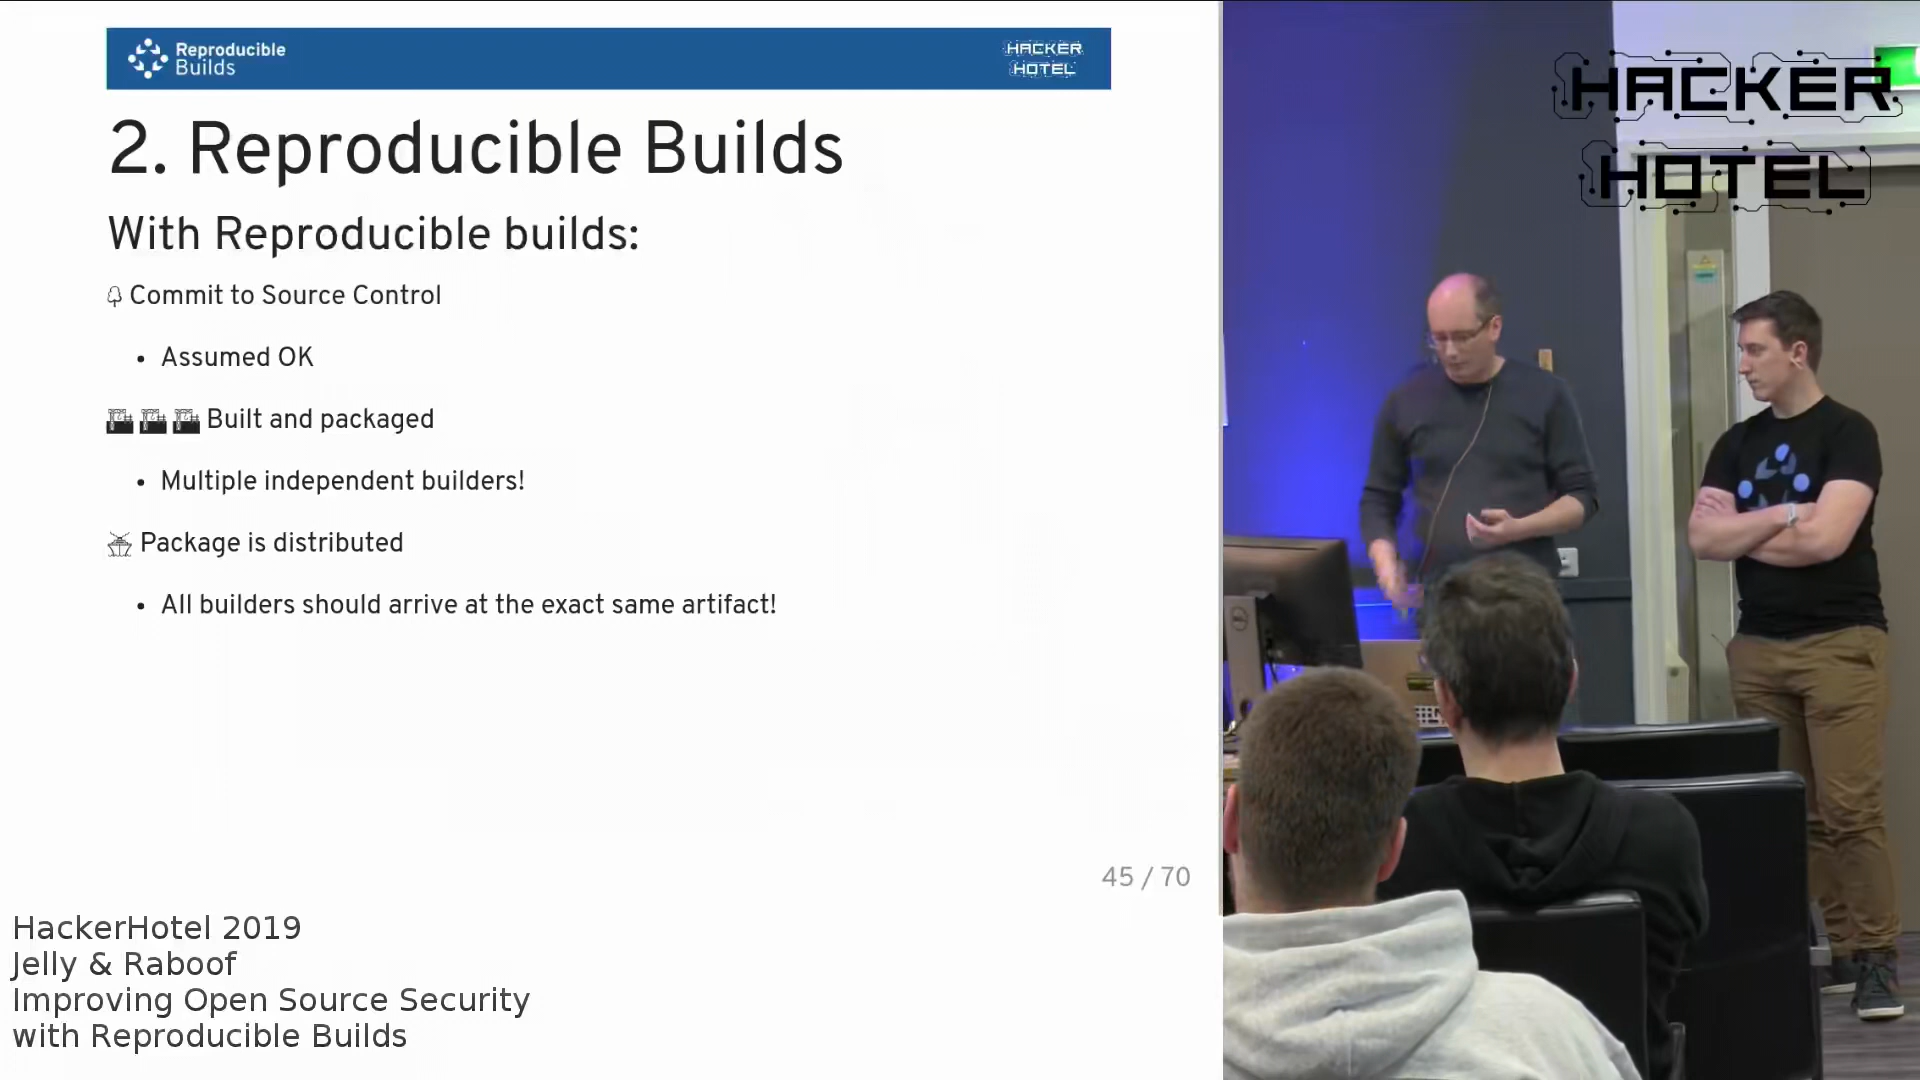 Reproducible
Builds
HACKER
HOTEL
2. Reproducible Builds
With Reproducible builds:
Commit to Source Control
• Assumed OK
Built and packaged
• Multiple independent builders!
Package is distributed
• All builders should arrive at the exact same artifact!
45 / 70
HackerHotel 2019
Jelly & Raboof
Improving Open Source Security
with Reproducible Builds
HACKER
HOTEL